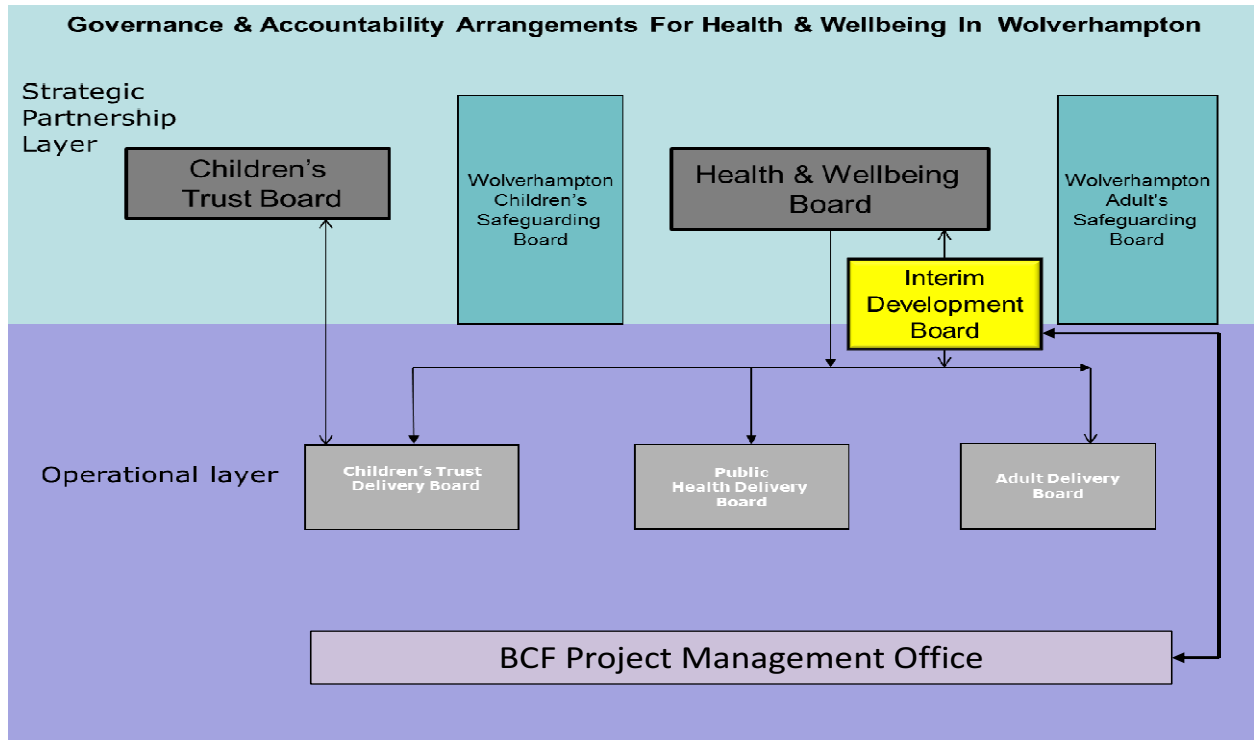 Governance & Accountability Arrangements For Health & Wellbeing In Wolverhampton
Strategic
Partnership
Layer
Children's
Trust Board
Wolverhampton
Children's
Safeguarding
Board
Health & Wellbeing
Board
Wolverhampton
Adult's
Safeguarding
Board
Interim
Development
Board
Operational layer
Children's Trust
Delivery Board
Public
Health Delivery
Board
Adult Delivery
Board
BCF Project Management Office